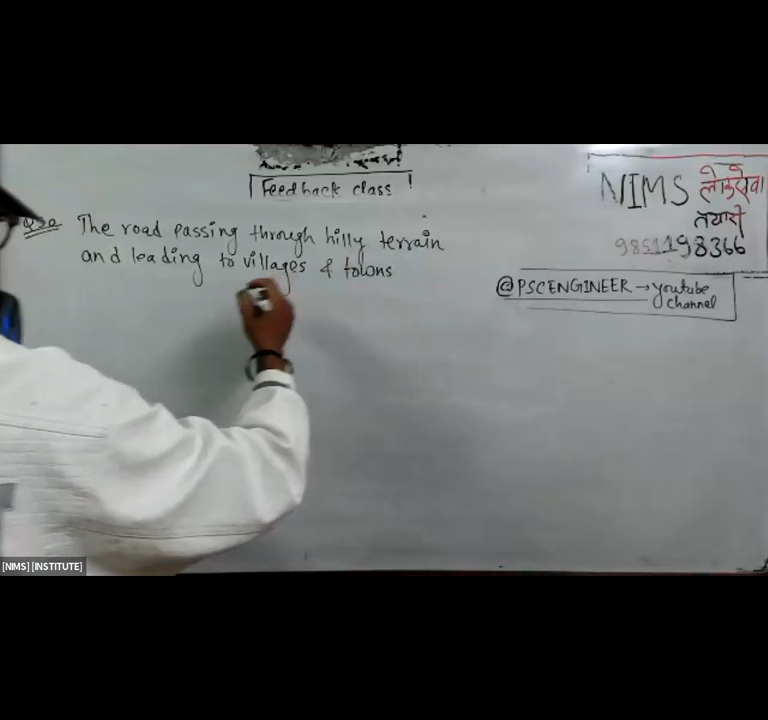 Feedback class !
NIMS लोकसेवा
तयारी
9851198366
Q3a The road passing through hilly terrain
and leading to villages & towns
@PSCENGINEER → youtube
channel
[NIMS] [INSTITUTE]